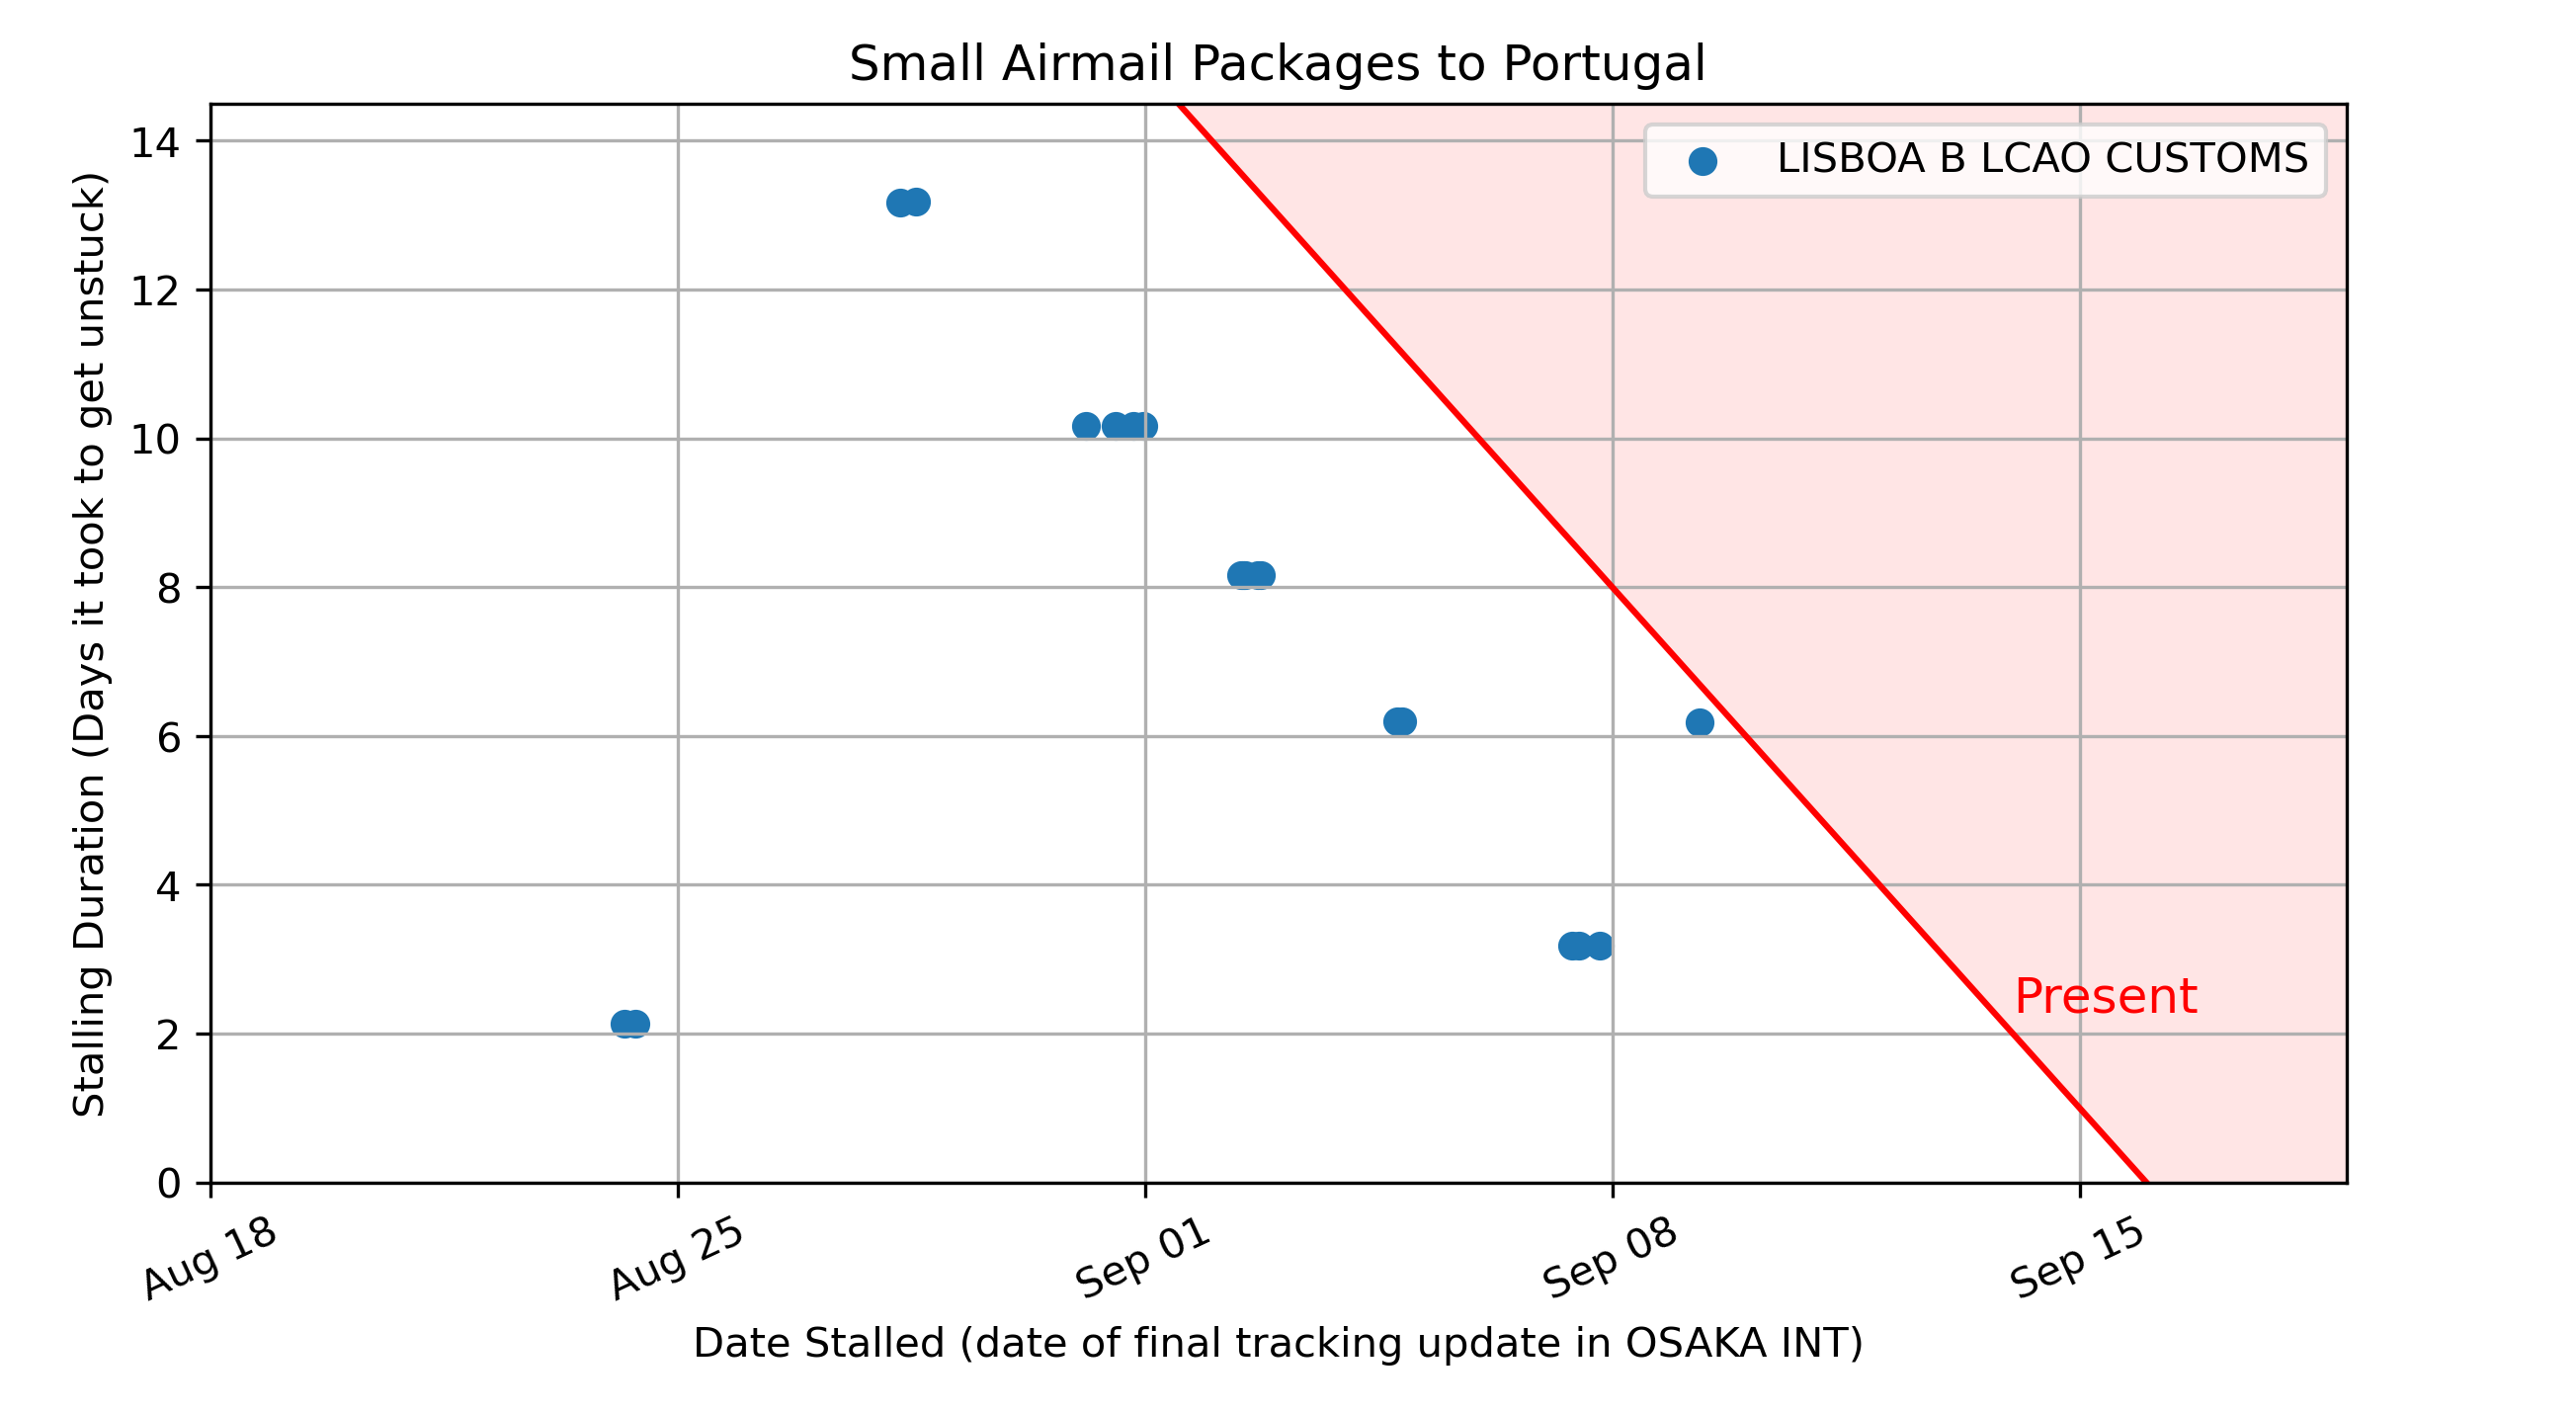 Small Airmail Packages to Portugal
LISBOA B LCAO CUSTOMS
Stalling Duration (Days it took to get unstuck)
14
12
10
8
6
4
2
0
Present
Aug 18
Aug 25
Sep 01
Sep 08
Sep 15
Date Stalled (date of final tracking update in OSAKA INT)